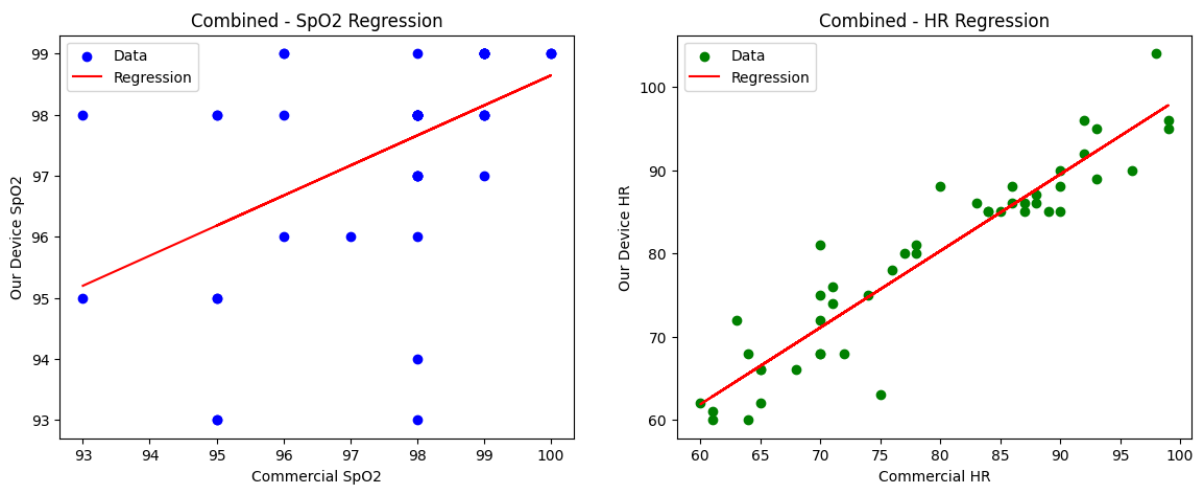 Combined - SpO2 Regression
Data
Regression
99
98
97
96
95
94
93
Our Device SpO2
93 94 95 96 97 98 99 100
Commercial SpO2
Combined - HR Regression
Data
Regression
100
90
80
70
60
Our Device HR
60 65 70 75 80 85 90 95 100
Commercial HR